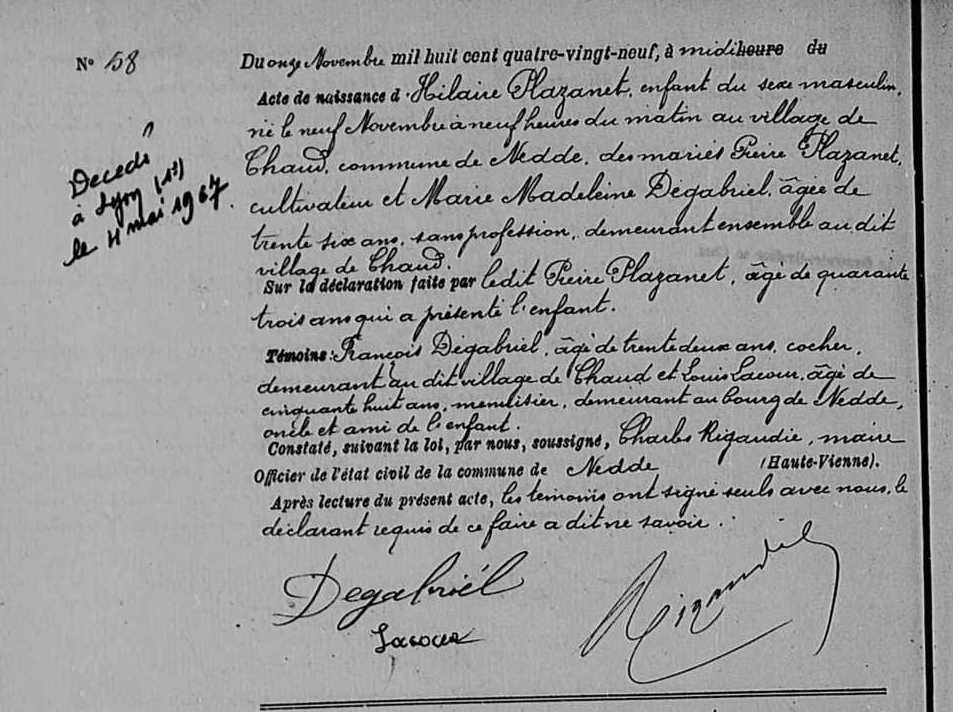 N° 58
Du onze Novembre mil huit cent quatre-vingt-neuf, à midi heure du
Acte de naissance d Hilaire Plazanet, enfant du sexe masculin,
né le neuf Novembre à neuf heures du matin au village de
Chaud, commune de Nedde, des mariés Pierre Plazanet,
cultivateur et Marie Madeleine Dégabriel, âgée de
trente six ans, sans profession, demeurant ensemble au dit
village de Chaud.
Sur la déclaration faite par le dit Pierre Plazanet, âgé de quarante
trois ans qui a présenté l'enfant.
Témoins : François Dégabriel, âgé de trente deux ans, cocher,
demeurant au dit village de Chaud et Louis Lacour, âgé de
cinquante huit ans, menuisier, demeurant au bourg de Nedde,
oncle et ami de l'enfant.
Constaté, suivant la loi, par nous, soussigné, Charles Rigaudie, maire
Officier de l'état civil de la commune de Nedde (Haute-Vienne).
Après lecture du présent acte, les témoins ont signé seuls avec nous, le
déclarant requis de ce faire a dit ne savoir.
Degabriél
Lacour
Rigaudie
Décédé
à Lyon
le 4 mai 1967.